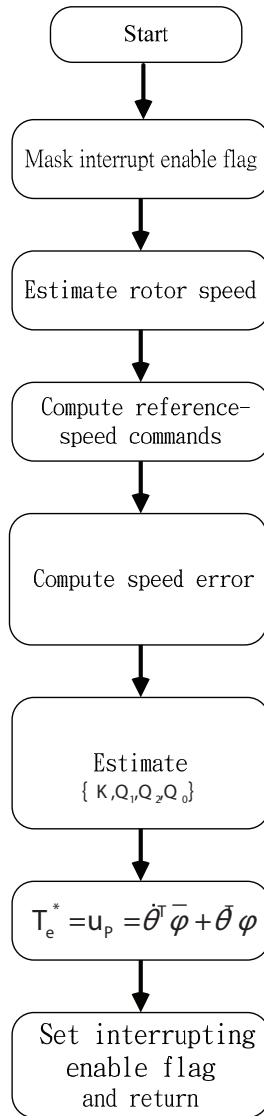 Start
Mask interrupt enable flag
Estimate rotor speed
Compute reference-
speed commands
Compute speed error
Estimate
{ K,Q₁,Q₂,Q₀}
Tₑ* =u_P =θ̇ᵀφ̄ + θ̄φ
Set interrupting
enable flag
and return